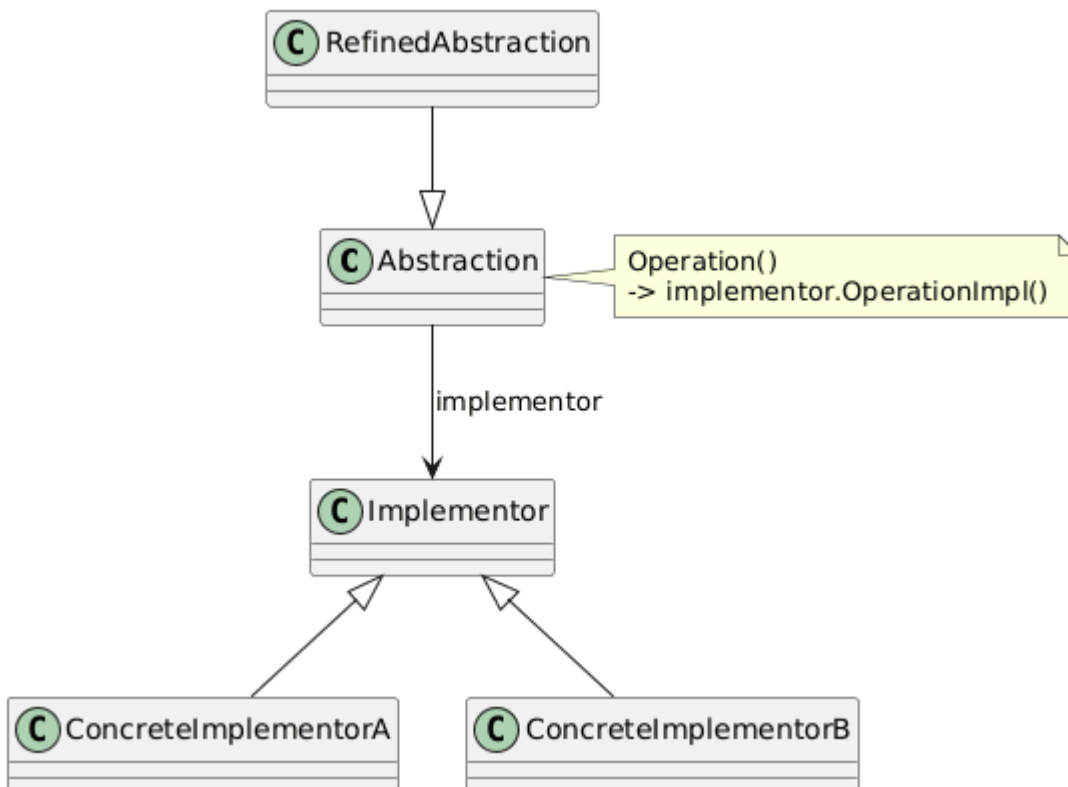 C RefinedAbstraction
C Abstraction
Operation()
-> implementor.OperationImpl()
implementor
C Implementor
C ConcreteImplementorA
C ConcreteImplementorB